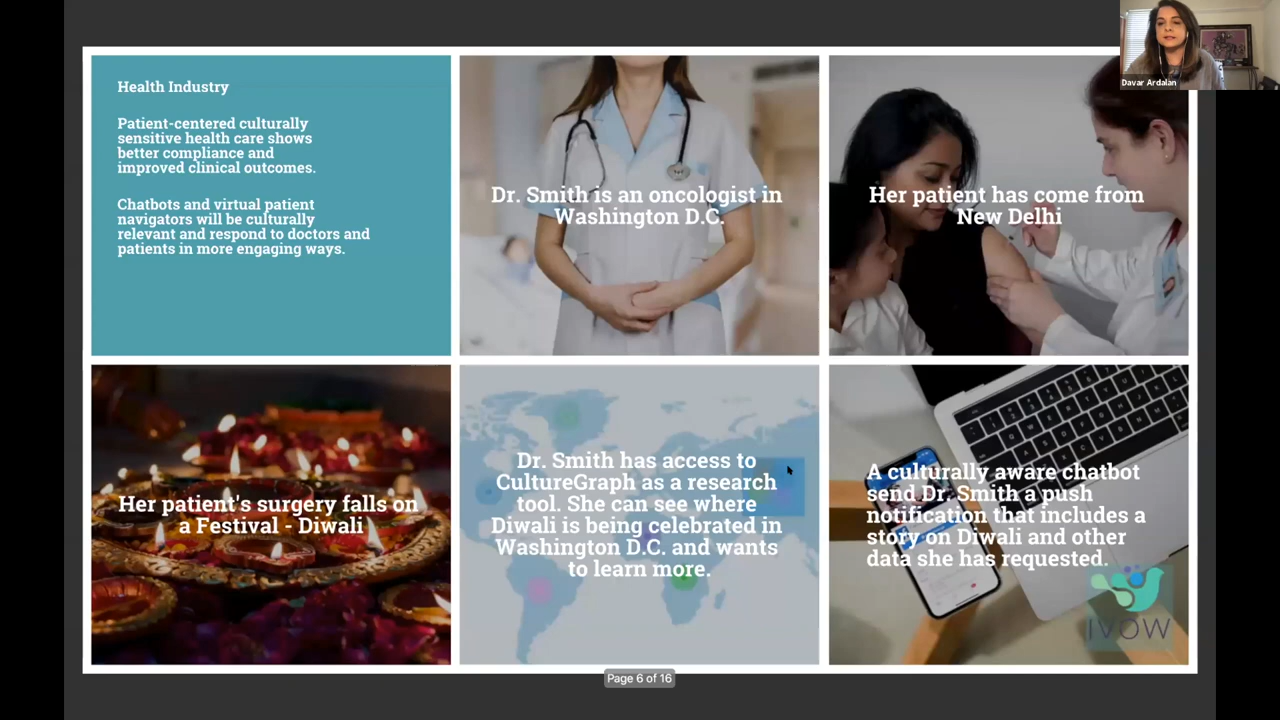 Davar Ardalan
Health Industry
Patient-centered culturally
sensitive health care shows
better compliance and
improved clinical outcomes.
Chatbots and virtual patient
navigators will be culturally
relevant and respond to doctors and
patients in more engaging ways.
Dr. Smith is an oncologist in
Washington D.C.
Her patient has come from
New Delhi
Her patient's surgery falls on
a Festival - Diwali
Dr. Smith has access to
CultureGraph as a research
tool. She can see where
Diwali is being celebrated in
Washington D.C. and wants
to learn more.
A culturally aware chatbot
send Dr. Smith a push
notification that includes a
story on Diwali and other
data she has requested.
IVOW
Page 6 of 16